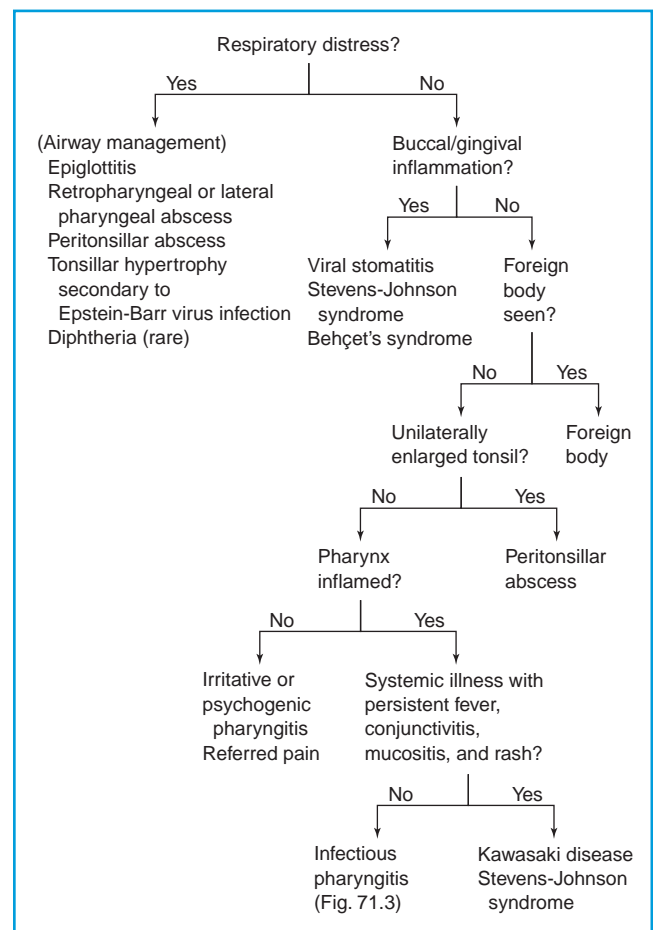 Respiratory distress?
Yes
No
(Airway management)
Epiglottitis
Retropharyngeal or lateral
pharyngeal abscess
Peritonsillar abscess
Tonsillar hypertrophy
secondary to
Epstein-Barr virus infection
Diphtheria (rare)
Buccal/gingival
inflammation?
Yes
No
Viral stomatitis
Stevens-Johnson
syndrome
Behçet's syndrome
Foreign
body
seen?
No
Yes
Unilaterally
enlarged tonsil?
Foreign
body
No
Yes
Pharynx
inflamed?
Peritonsillar
abscess
No
Yes
Irritative or
psychogenic
pharyngitis
Referred pain
Systemic illness with
persistent fever,
conjunctivitis,
mucositis, and rash?
No
Yes
Infectious
pharyngitis
(Fig. 71.3)
Kawasaki disease
Stevens-Johnson
syndrome